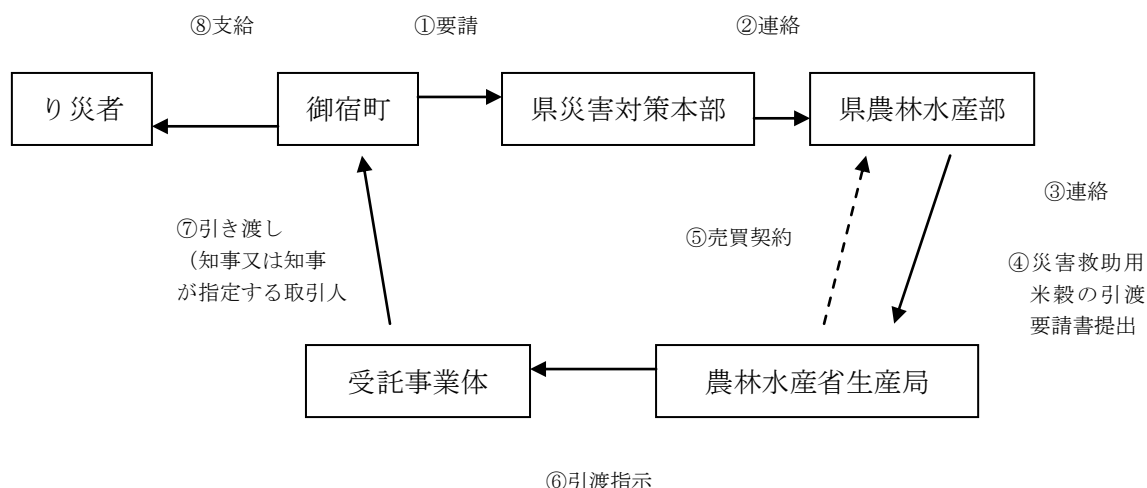 ⑧支給
①要請
②連絡
り災者
御宿町
県災害対策本部
県農林水産部
③連絡
⑦引き渡し
（知事又は知事
が指定する取引人
⑤売買契約
④災害救助用
米穀の引渡
要請書提出
受託事業体
農林水産省生産局
⑥引渡指示